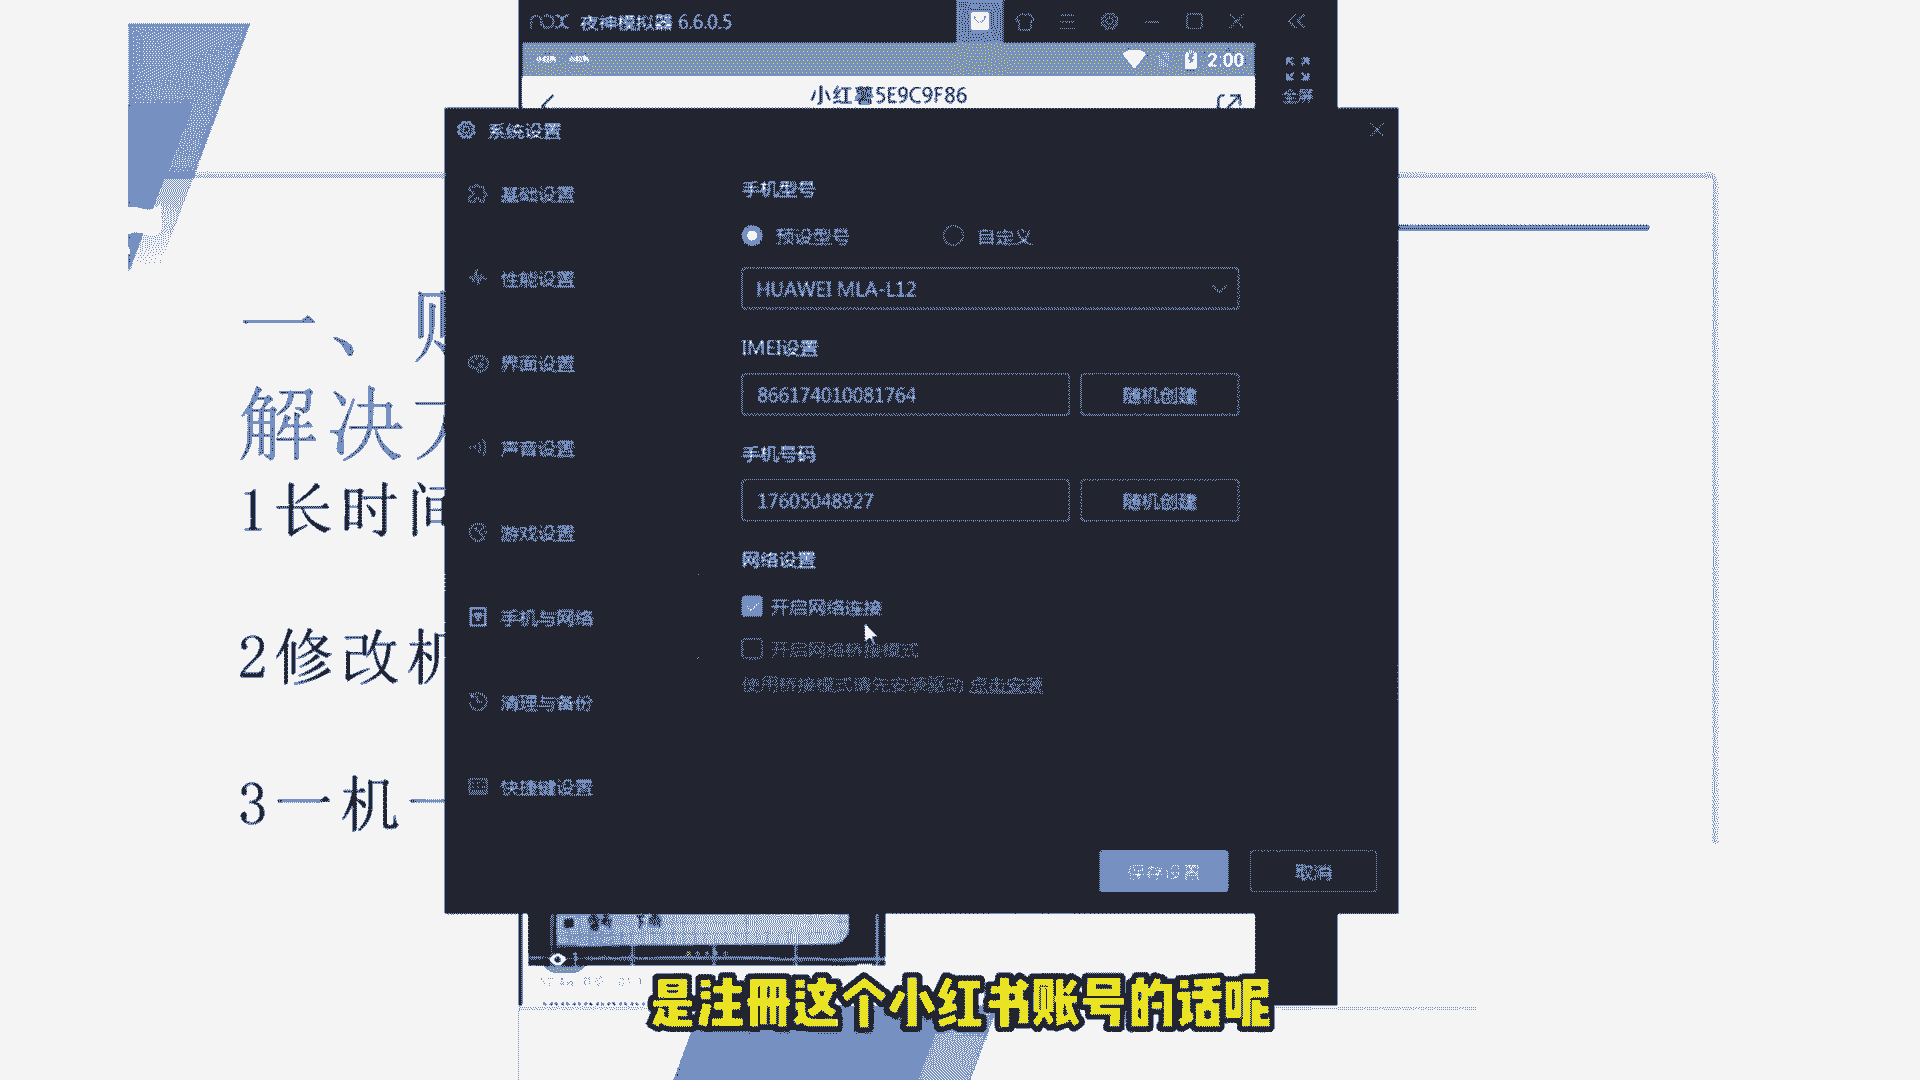 nox 夜神模拟器 6.6.0.5
2:00
小红薯5E9C9F86
全屏
系统设置
基础设置
性能设置
界面设置
声音设置
游戏设置
手机与网络
清理与备份
快捷键设置
手机型号
预设型号
自定义
HUAWEI MLA-L12
IMEI设置
866174010081764
随机创建
手机号码
17605048927
随机创建
网络设置
开启网络连接
开启网络桥接模式
使用桥接模式请先安装驱动 点击安装
保存设置
取消
一、
解决
1长时间
2修改机
3一机一
是注册这个小红书账号的话呢